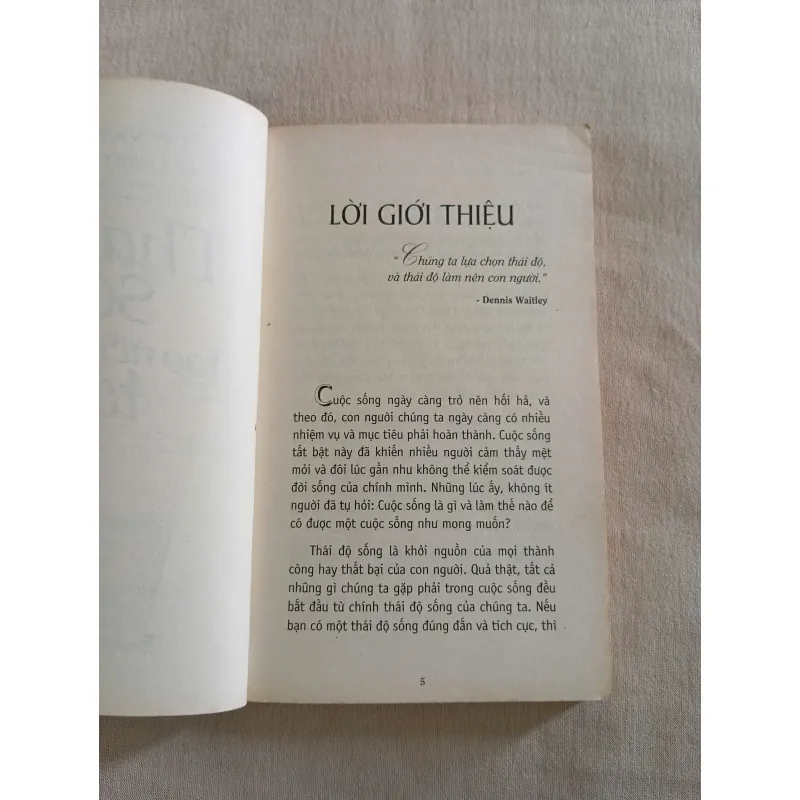 LỜI GIỚI THIỆU
“Chúng ta lựa chọn thái độ,
và thái độ làm nên con người.”
- Dennis Waitley
Cuộc sống ngày càng trở nên hối hả, và
theo đó, con người chúng ta ngày càng có nhiều
nhiệm vụ và mục tiêu phải hoàn thành. Cuộc sống
tất bật này đã khiến nhiều người cảm thấy mệt
mỏi và đôi lúc gần như không thể kiểm soát được
đời sống của chính mình. Những lúc ấy, không ít
người đã tự hỏi: Cuộc sống là gì và làm thế nào để
có được một cuộc sống như mong muốn?
Thái độ sống là khởi nguồn của mọi thành
công hay thất bại của con người. Quả thật, tất cả
những gì chúng ta gặp phải trong cuộc sống đều
bắt đầu từ chính thái độ sống của chúng ta. Nếu
bạn có một thái độ sống đúng đắn và tích cực, thì
5